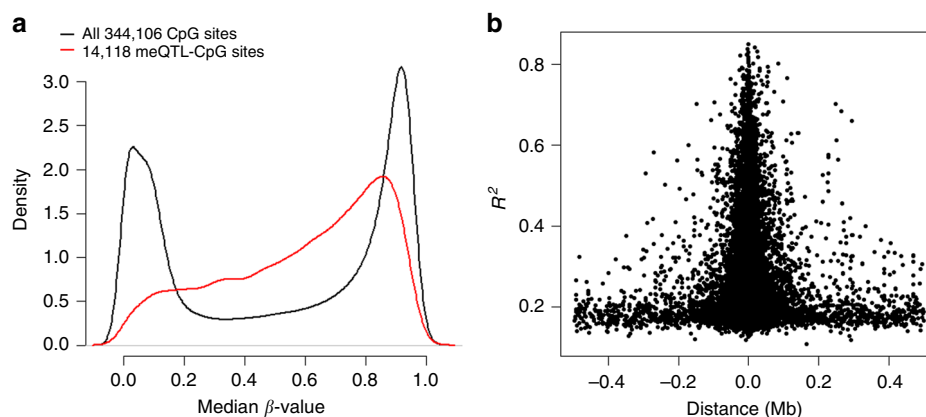 a
All 344,106 CpG sites
14,118 meQTL-CpG sites
3.0
2.5
2.0
1.5
1.0
0.5
0.0
Density
0.0 0.2 0.4 0.6 0.8 1.0
Median β-value
b
0.8
0.6
0.4
0.2
R²
−0.4 −0.2 0.0 0.2 0.4
Distance (Mb)